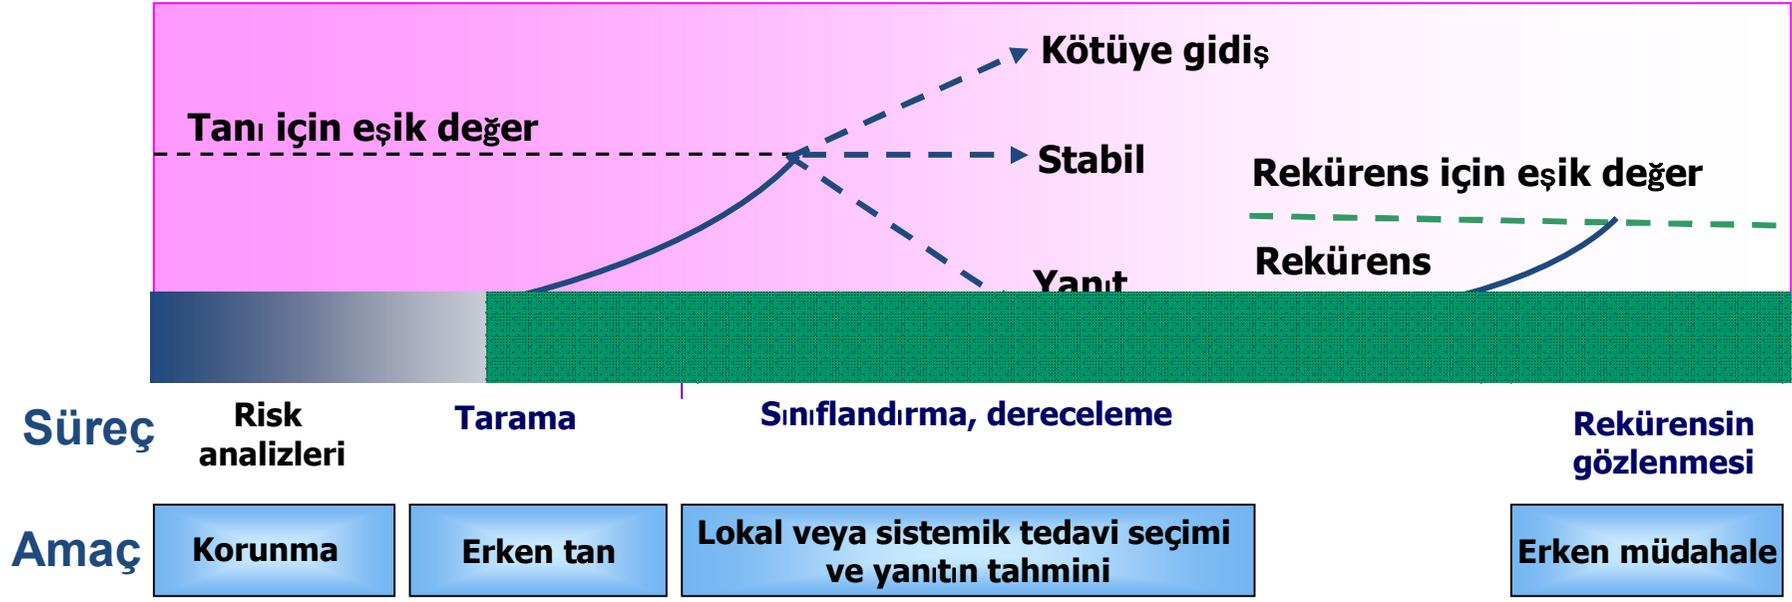 Kötüye gidiş
Tanı için eşik değer
Stabil
Rekürens için eşik değer
Rekürens
Yanıt
Süreç
Risk
analizleri
Tarama
Sınıflandırma, dereceleme
Rekürensin
gözlenmesi
Amaç
Korunma
Erken tan
Lokal veya sistemik tedavi seçimi
ve yanıtın tahmini
Erken müdahale